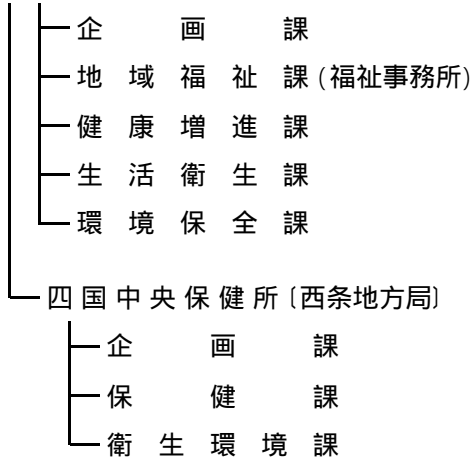 企画課
地域福祉課(福祉事務所)
健康増進課
生活衛生課
環境保全課
四国中央保健所〔西条地方局〕
企画課
保健課
衛生環境課